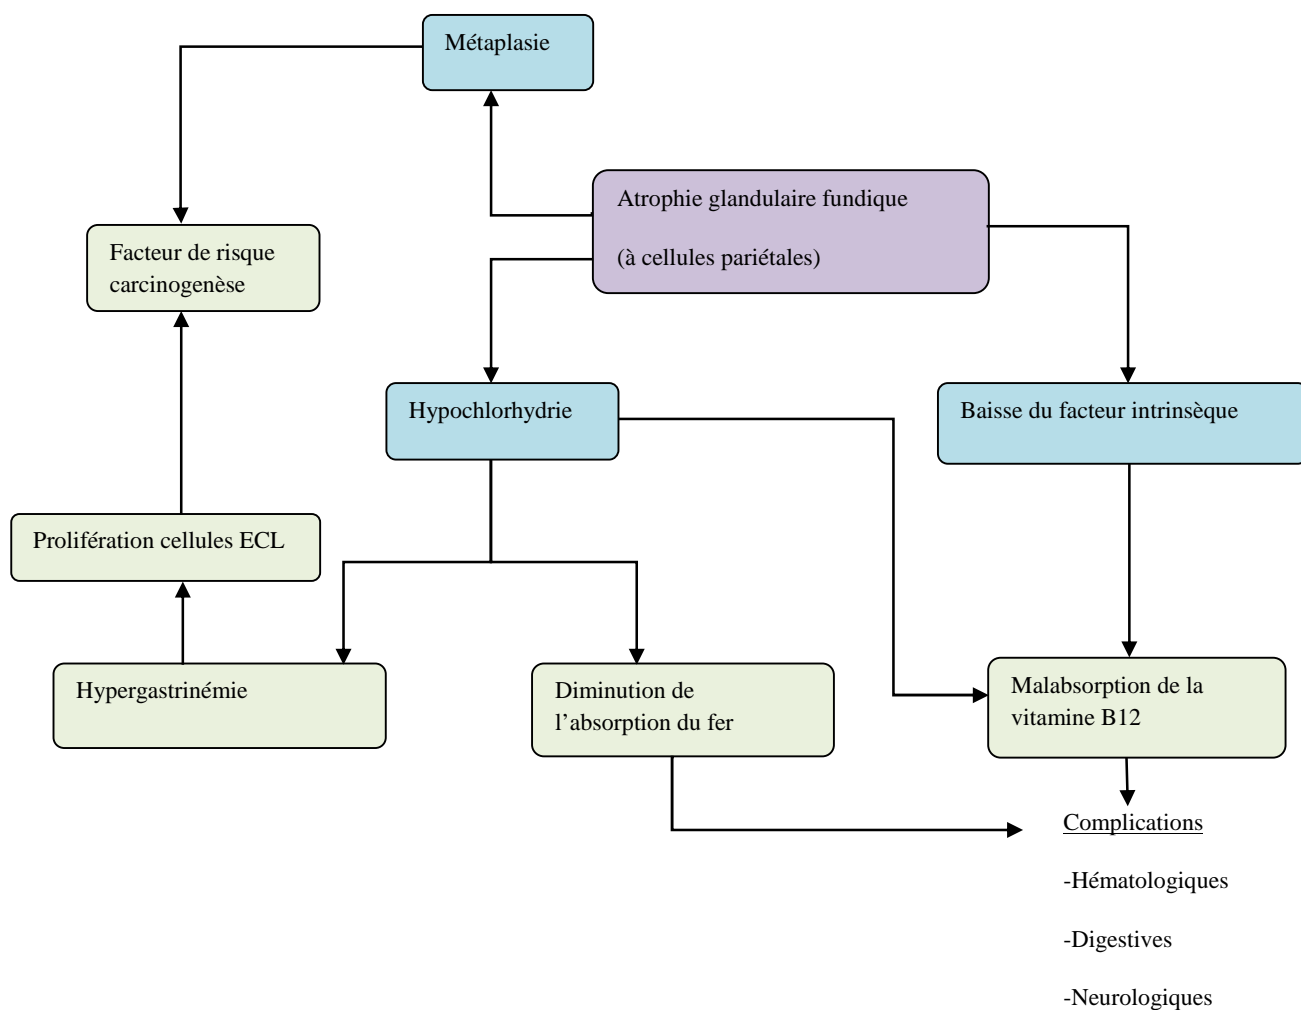 Métaplasie
Atrophie glandulaire fundique
(à cellules pariétales)
Facteur de risque
carcinogenèse
Hypochlorhydrie
Baisse du facteur intrinsèque
Prolifération cellules ECL
Hypergastrinémie
Diminution de
l’absorption du fer
Malabsorption de la
vitamine B12
Complications
-Hématologiques
-Digestives
-Neurologiques